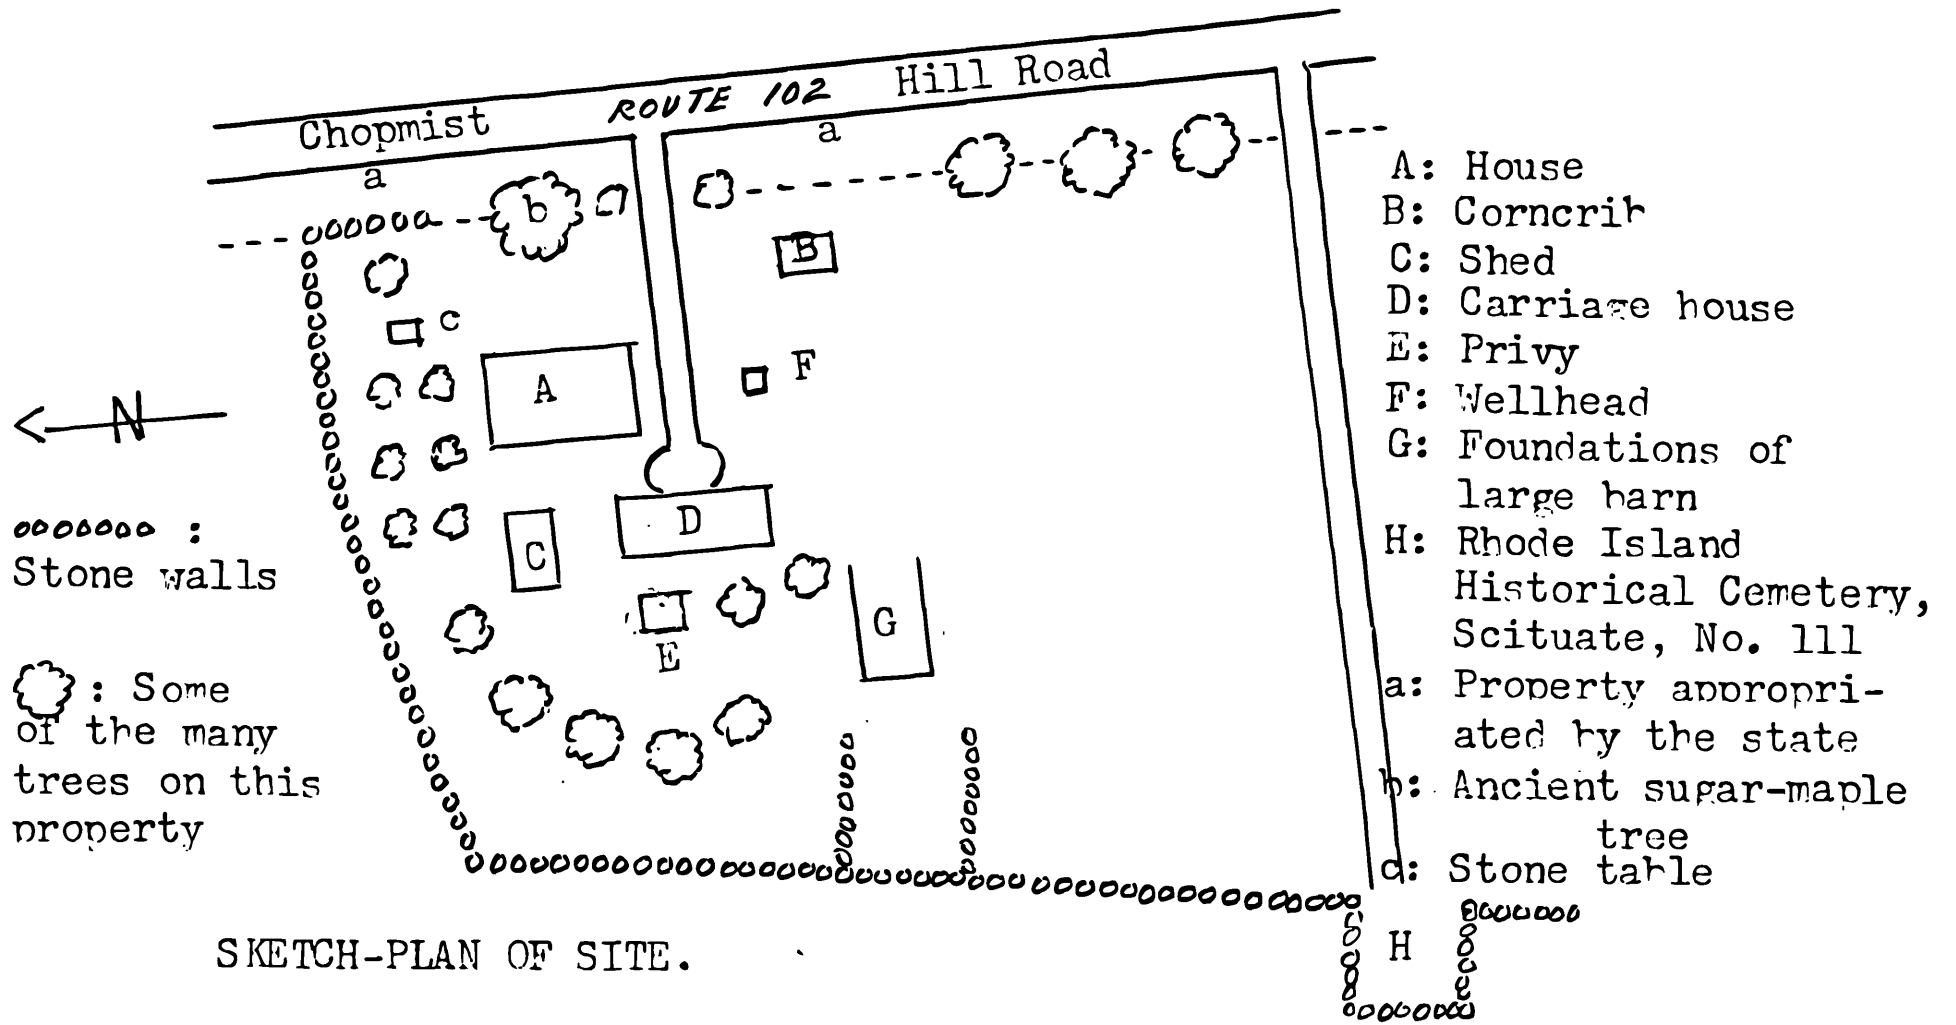 Chopmist ROUTE 102 Hill Road
a
a
b
B
C
A
F
N
D
C
E
G
H
ooooooo :
Stone walls
: Some
of the many
trees on this
property
A: House
B: Corncrib
C: Shed
D: Carriage house
E: Privy
F: Wellhead
G: Foundations of
large barn
H: Rhode Island
Historical Cemetery,
Scituate, No. 111
a: Property appropri-
ated by the state
b: Ancient sugar-maple
tree
d: Stone table
SKETCH-PLAN OF SITE.